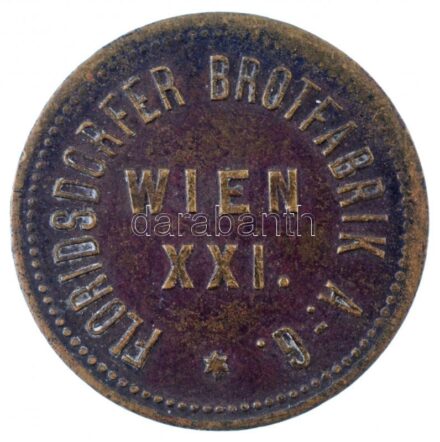 FLORIDSDORFER BROTFABRIK A.-G.
WIEN
XXI.
darabanth